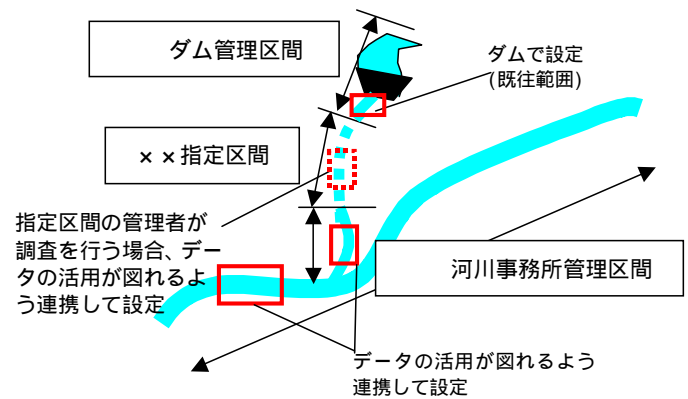 ダム管理区間
ダムで設定
(既往範囲)
××指定区間
指定区間の管理者が
調査を行う場合、デー
タの活用が図れるよ
う連携して設定
河川事務所管理区間
データの活用が図れるよう
連携して設定